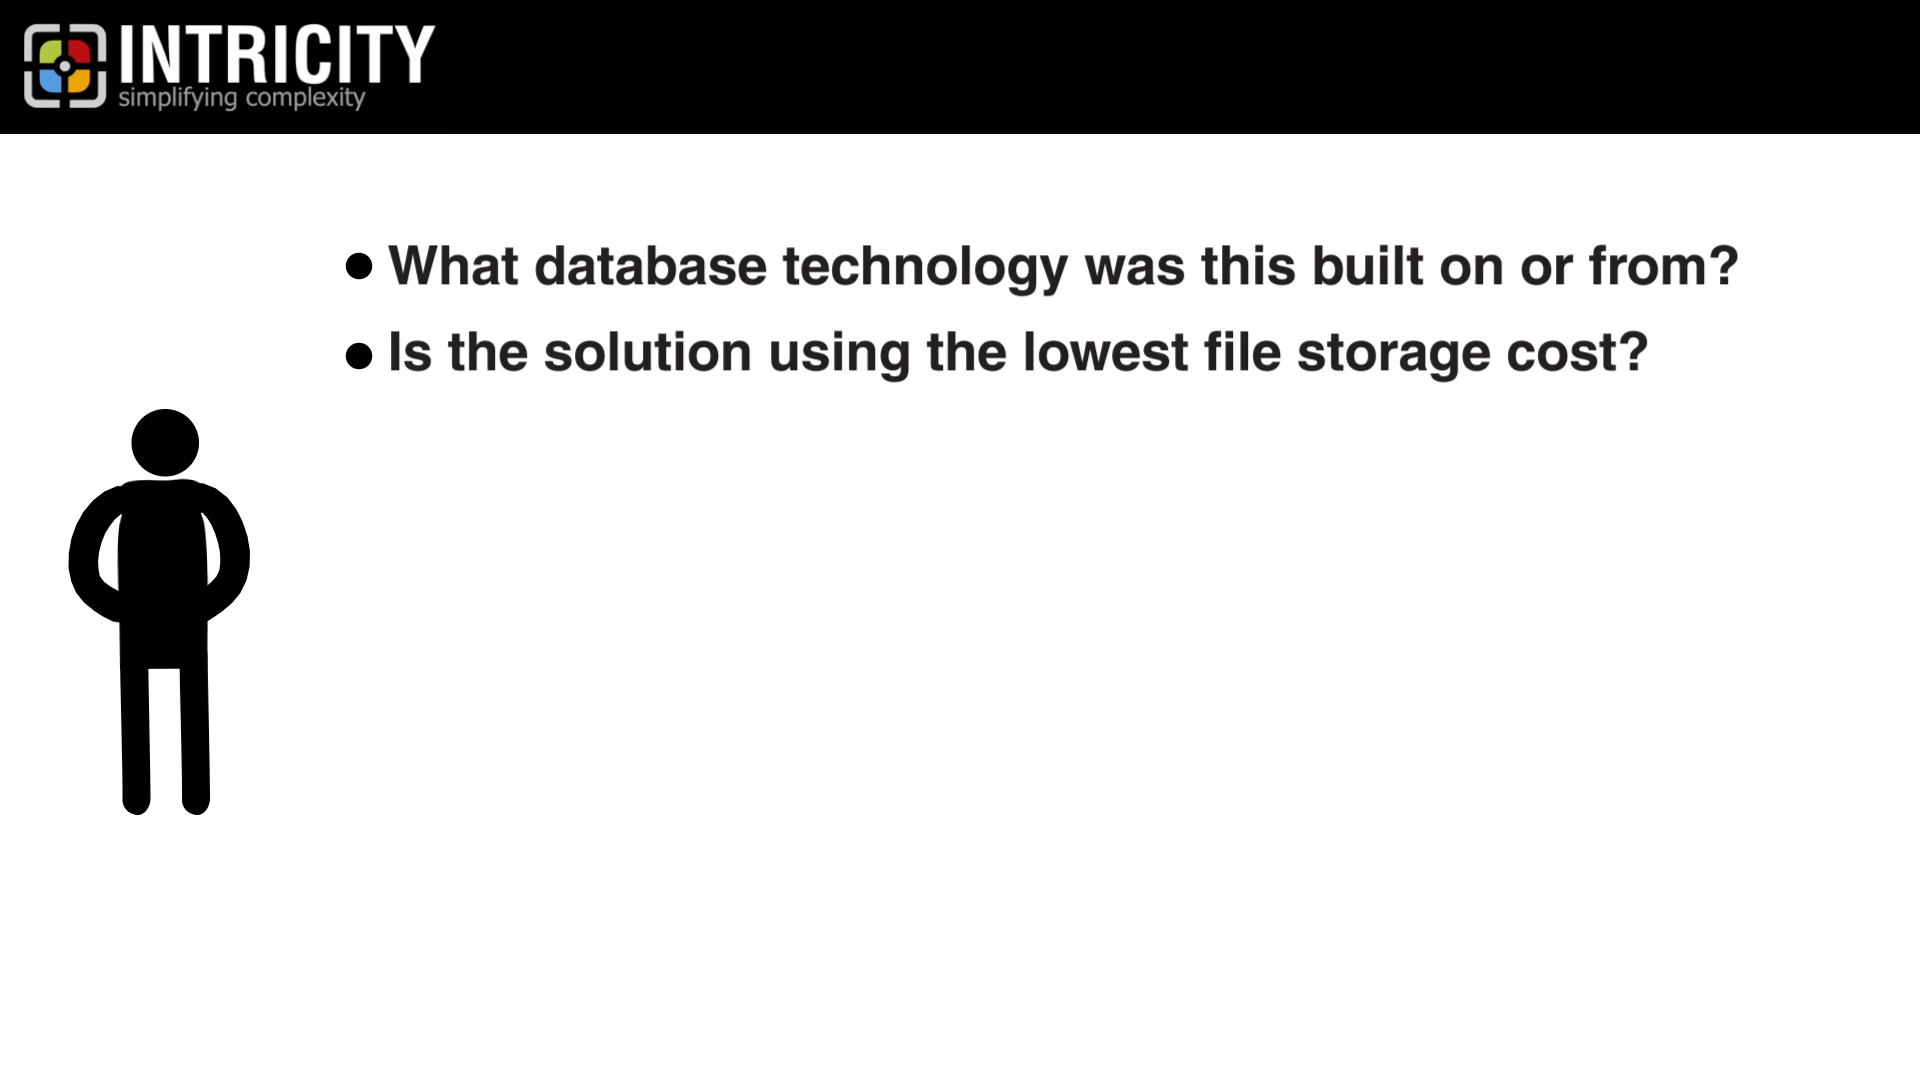 INTRICITY
simplifying complexity
• What database technology was this built on or from?
• Is the solution using the lowest file storage cost?